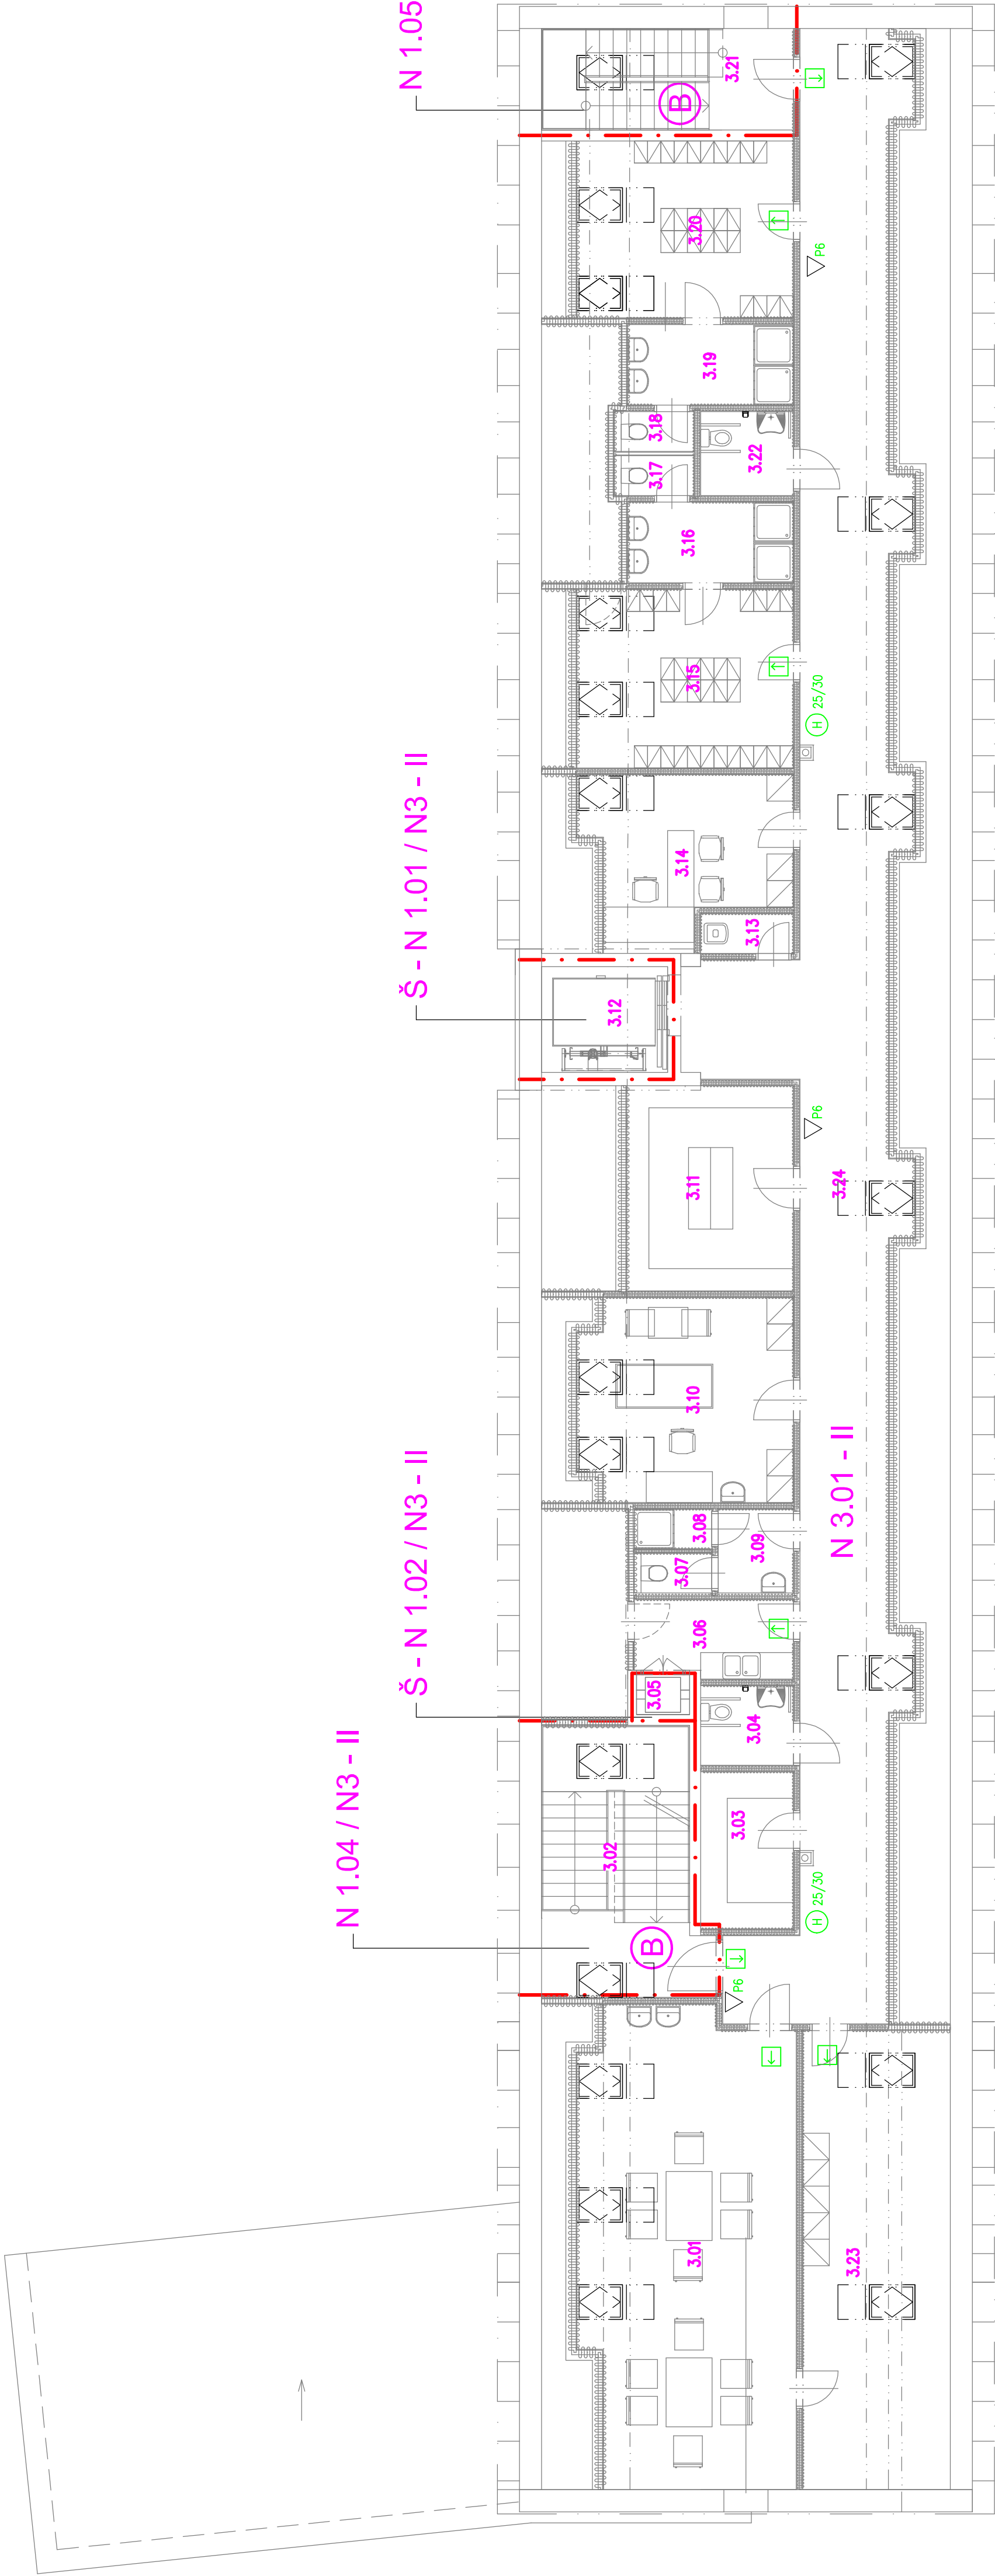 N 1.05
Š - N 1.01 / N3 - II
Š - N 1.02 / N3 - II
N 1.04 / N3 - II
N 3.01 - II
B
3.21
3.20
P6
3.19
3.18
3.17
3.22
3.16
3.15
H 25/30
3.14
3.13
3.12
P6
3.11
3.24
3.10
3.08
3.07
3.09
3.06
3.05
3.04
3.03
3.02
H 25/30
B
P6
3.01
3.23